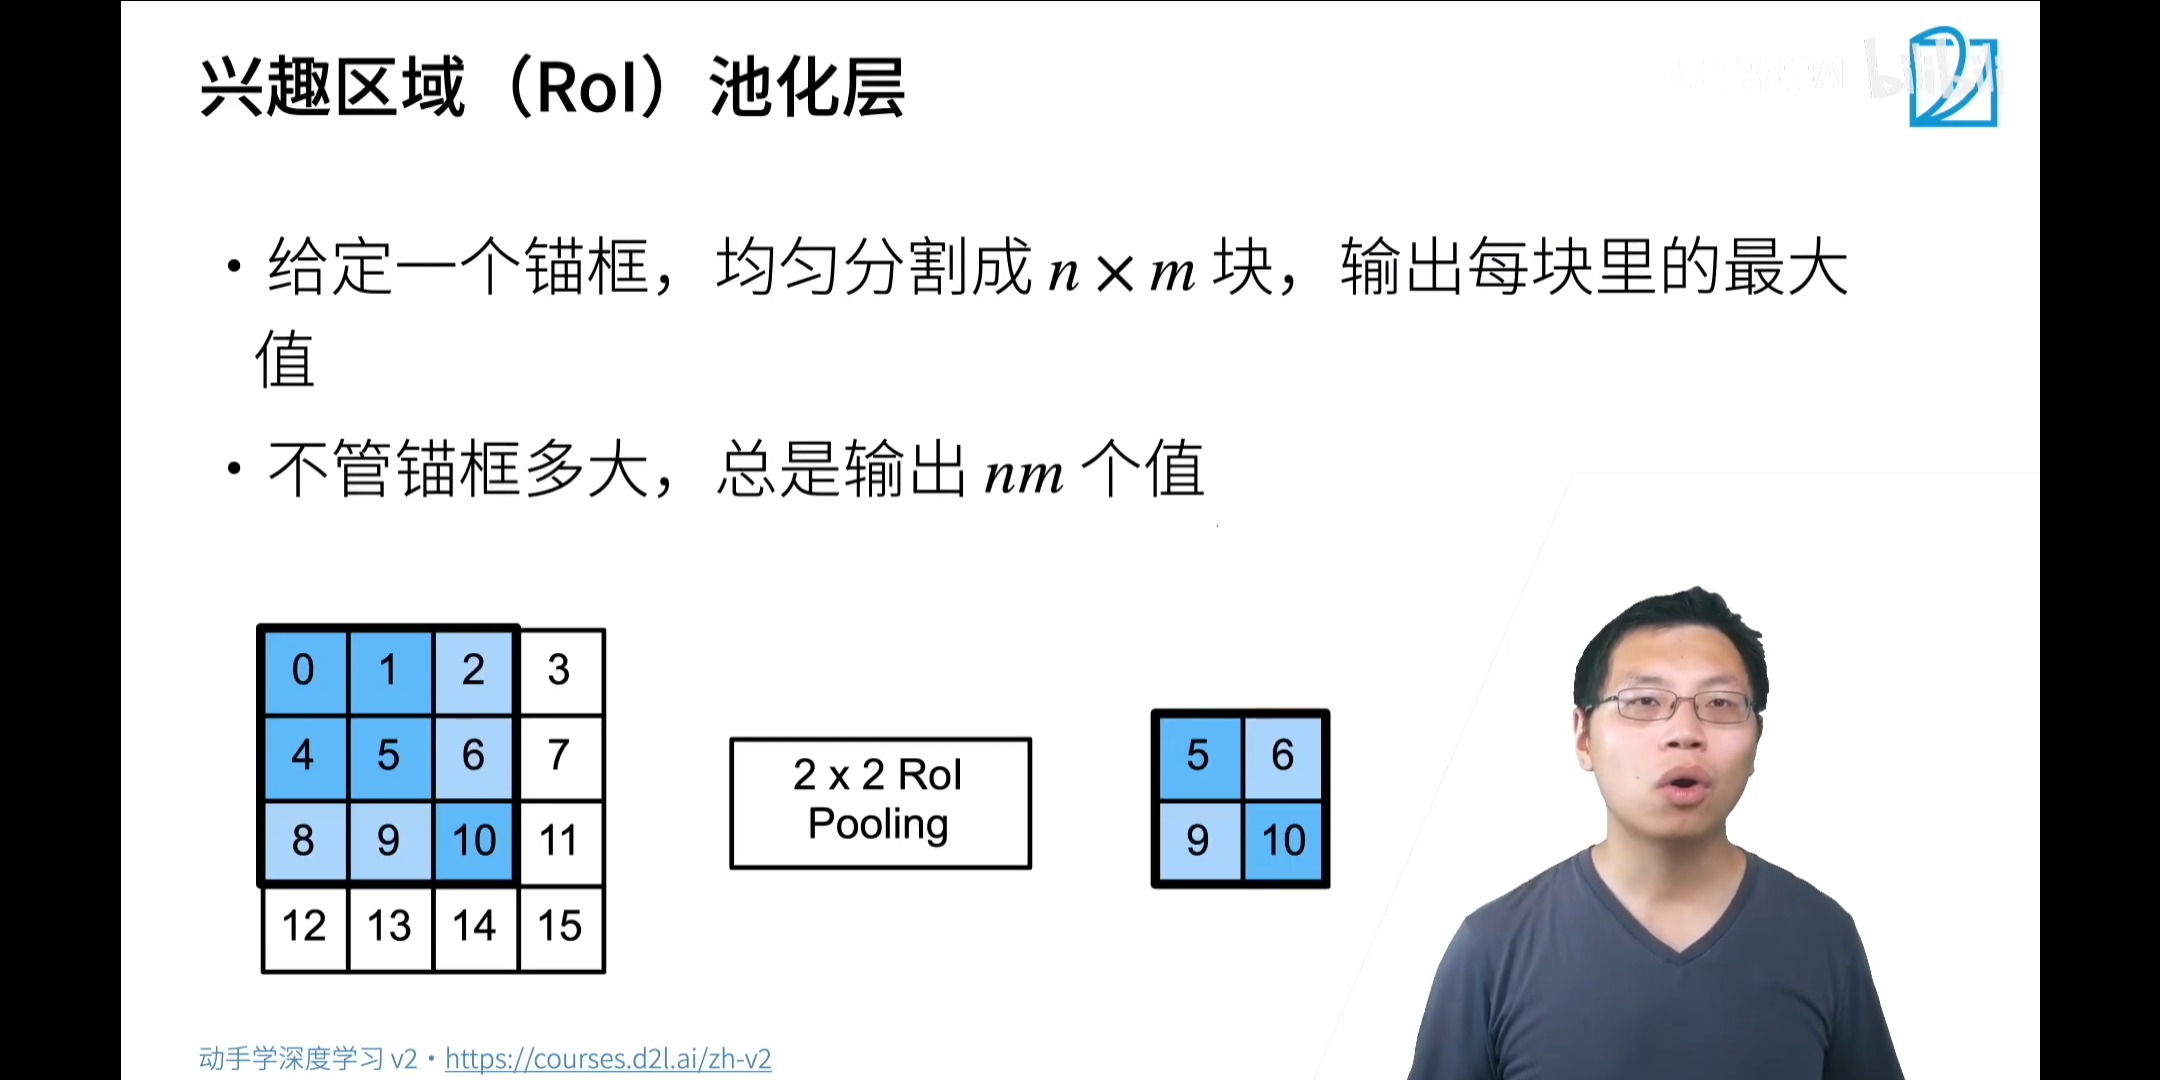 兴趣区域（RoI）池化层
bilibili
• 给定一个锚框，均匀分割成 n × m 块，输出每块里的最大
值
• 不管锚框多大，总是输出 nm 个值
0 1 2 3
4 5 6 7
8 9 10 11
12 13 14 15
2 x 2 RoI
Pooling
5 6
9 10
动手学深度学习 v2 • https://courses.d2l.ai/zh-v2